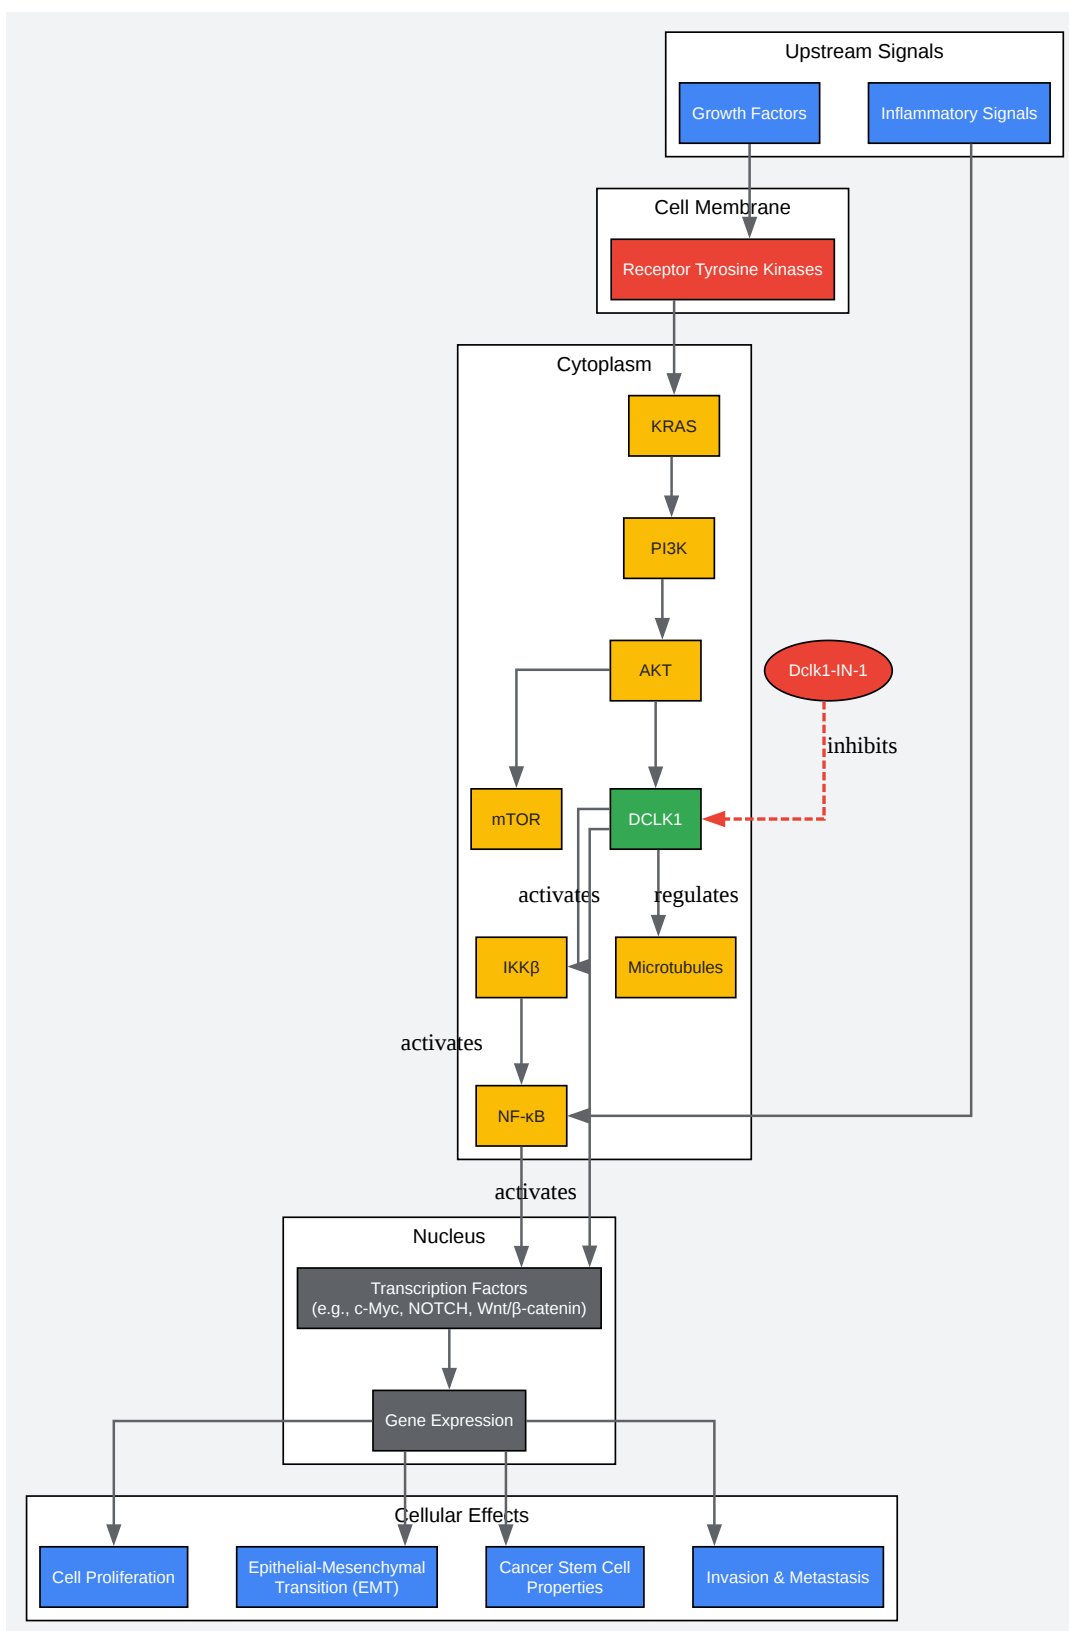 Upstream Signals
Growth Factors
Inflammatory Signals
Cell Membrane
Receptor Tyrosine Kinases
Cytoplasm
KRAS
PI3K
AKT
Dclk1-IN-1
inhibits
mTOR
DCLK1
activates
regulates
IKKβ
Microtubules
activates
NF-κB
activates
Nucleus
Transcription Factors
(e.g., c-Myc, NOTCH, Wnt/β-catenin)
Gene Expression
Cellular Effects
Cell Proliferation
Epithelial-Mesenchymal
Transition (EMT)
Cancer Stem Cell
Properties
Invasion & Metastasis